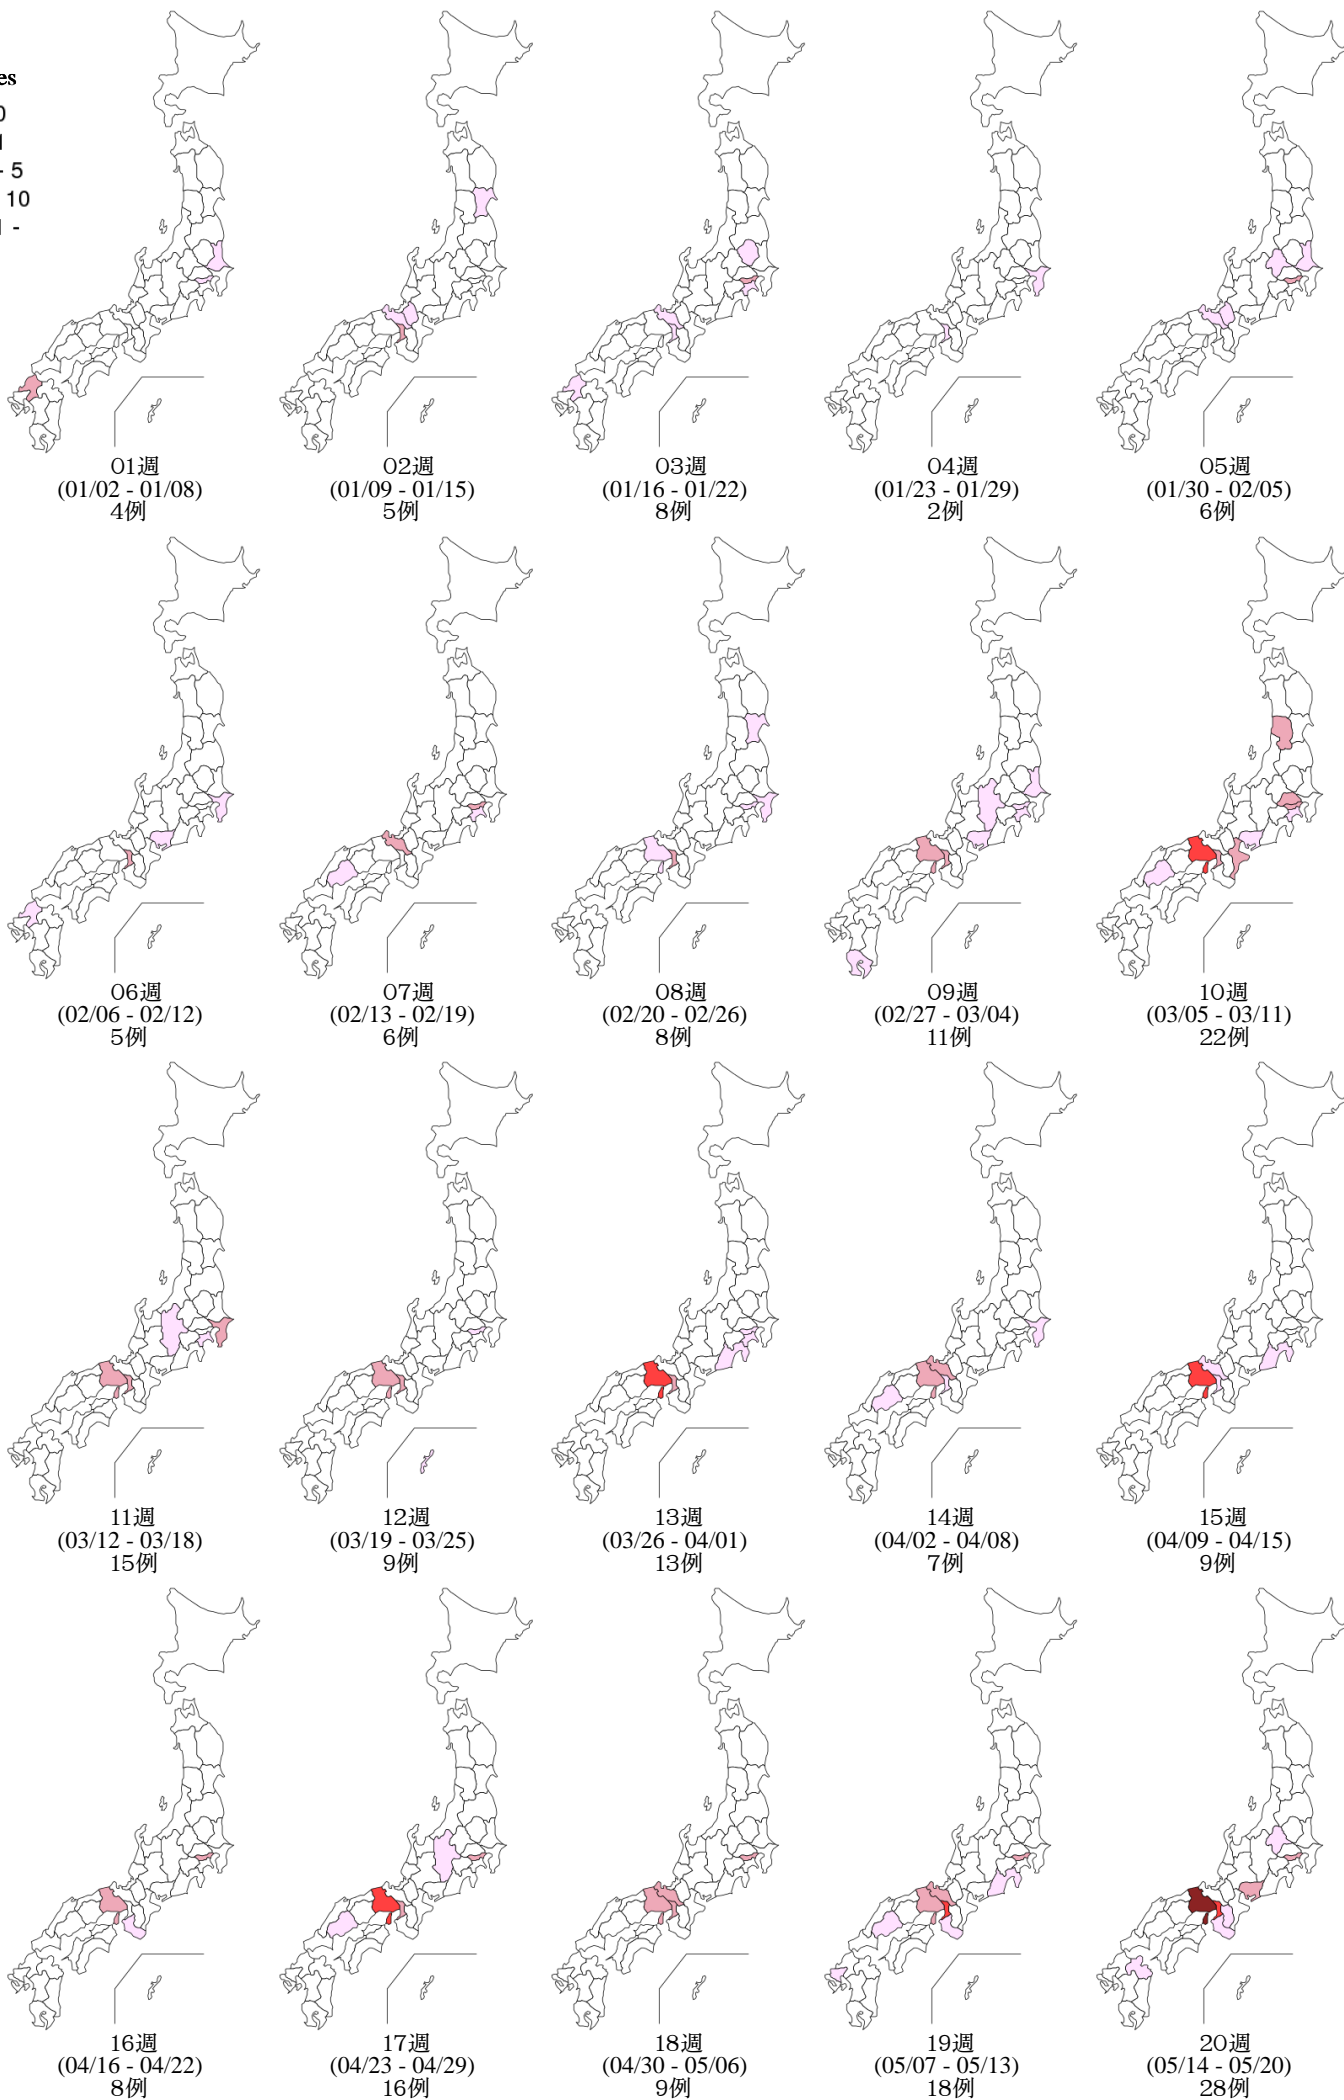 es
0
1
- 5
10
1 -
01週
(01/02 - 01/08)
4例
02週
(01/09 - 01/15)
5例
03週
(01/16 - 01/22)
8例
04週
(01/23 - 01/29)
2例
05週
(01/30 - 02/05)
6例
06週
(02/06 - 02/12)
5例
07週
(02/13 - 02/19)
6例
08週
(02/20 - 02/26)
8例
09週
(02/27 - 03/04)
11例
10週
(03/05 - 03/11)
22例
11週
(03/12 - 03/18)
15例
12週
(03/19 - 03/25)
9例
13週
(03/26 - 04/01)
13例
14週
(04/02 - 04/08)
7例
15週
(04/09 - 04/15)
9例
16週
(04/16 - 04/22)
8例
17週
(04/23 - 04/29)
16例
18週
(04/30 - 05/06)
9例
19週
(05/07 - 05/13)
18例
20週
(05/14 - 05/20)
28例